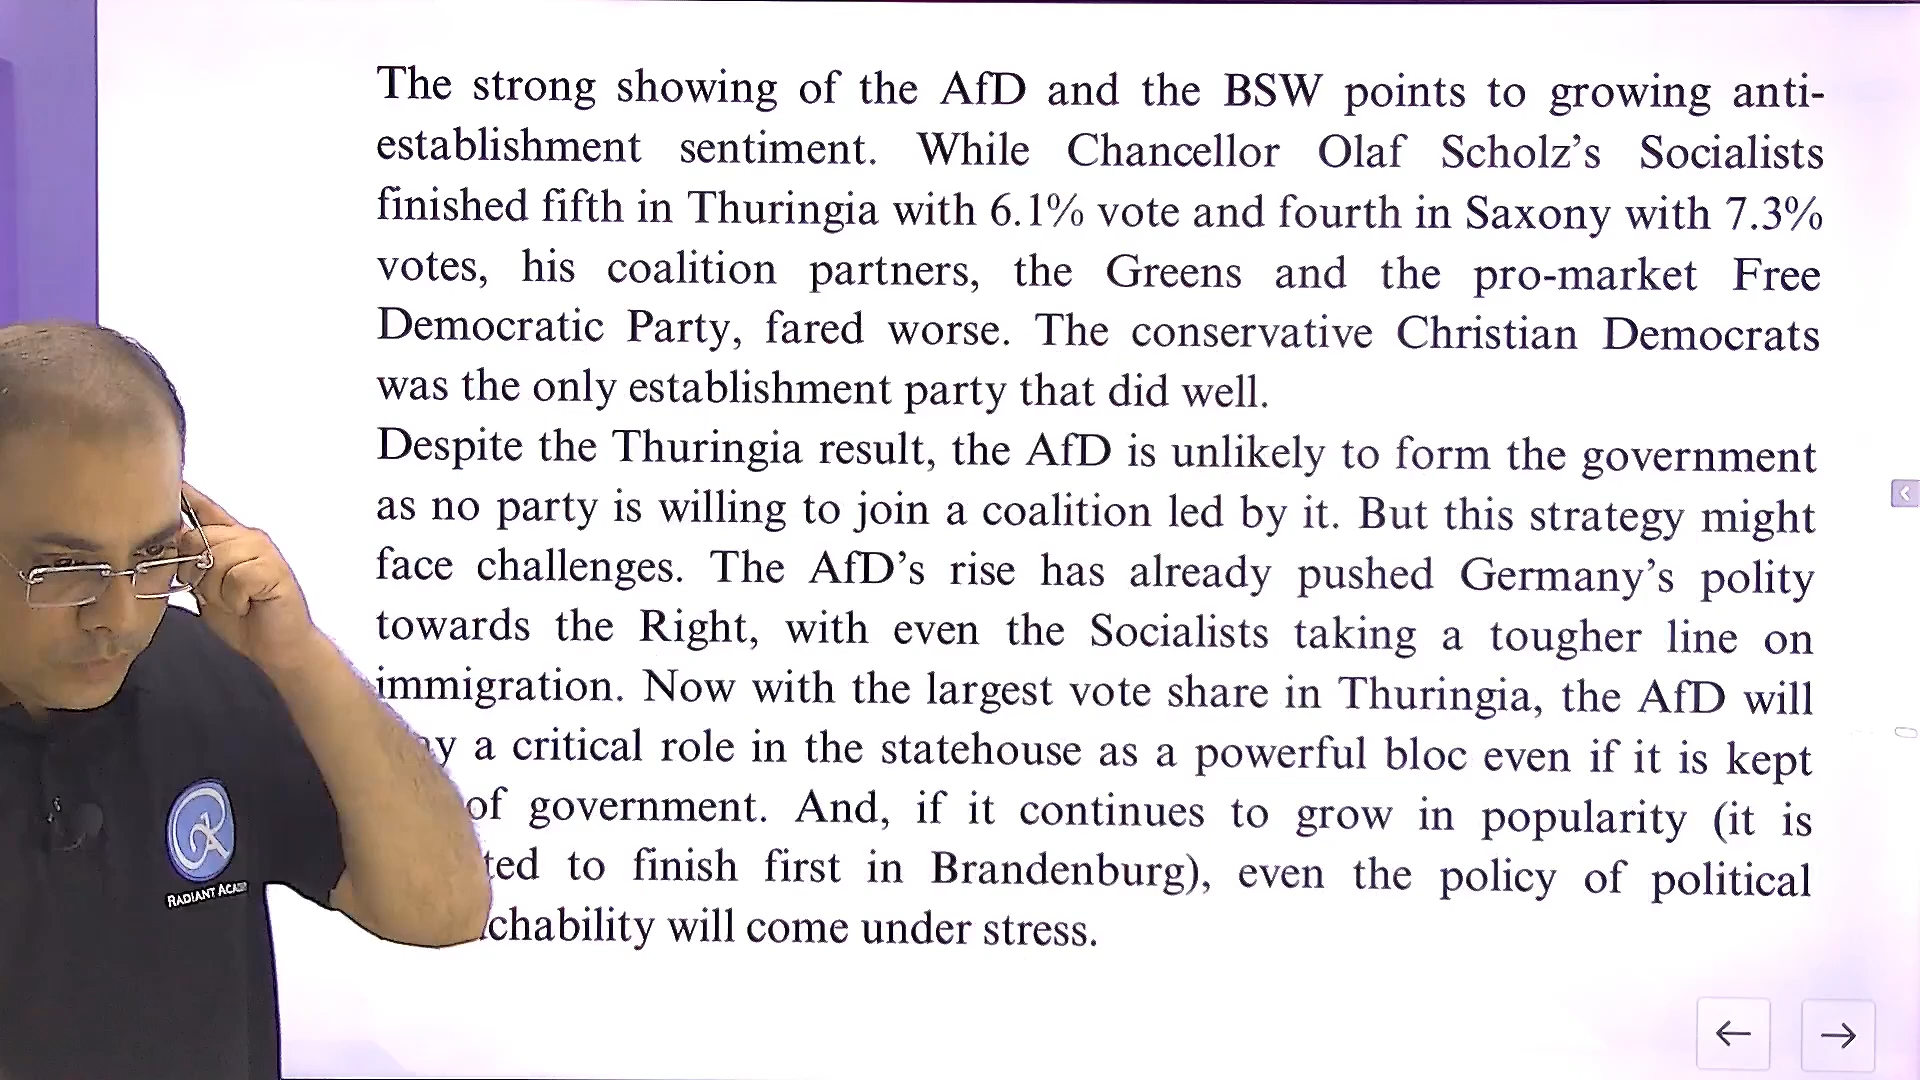 The strong showing of the AfD and the BSW points to growing anti-
establishment sentiment. While Chancellor Olaf Scholz’s Socialists
finished fifth in Thuringia with 6.1% vote and fourth in Saxony with 7.3%
votes, his coalition partners, the Greens and the pro-market Free
Democratic Party, fared worse. The conservative Christian Democrats
was the only establishment party that did well.
Despite the Thuringia result, the AfD is unlikely to form the government
as no party is willing to join a coalition led by it. But this strategy might
face challenges. The AfD’s rise has already pushed Germany’s polity
towards the Right, with even the Socialists taking a tougher line on
immigration. Now with the largest vote share in Thuringia, the AfD will
a critical role in the statehouse as a powerful bloc even if it is kept
of government. And, if it continues to grow in popularity (it is
to finish first in Brandenburg), even the policy of political
will come under stress.
RADIANT